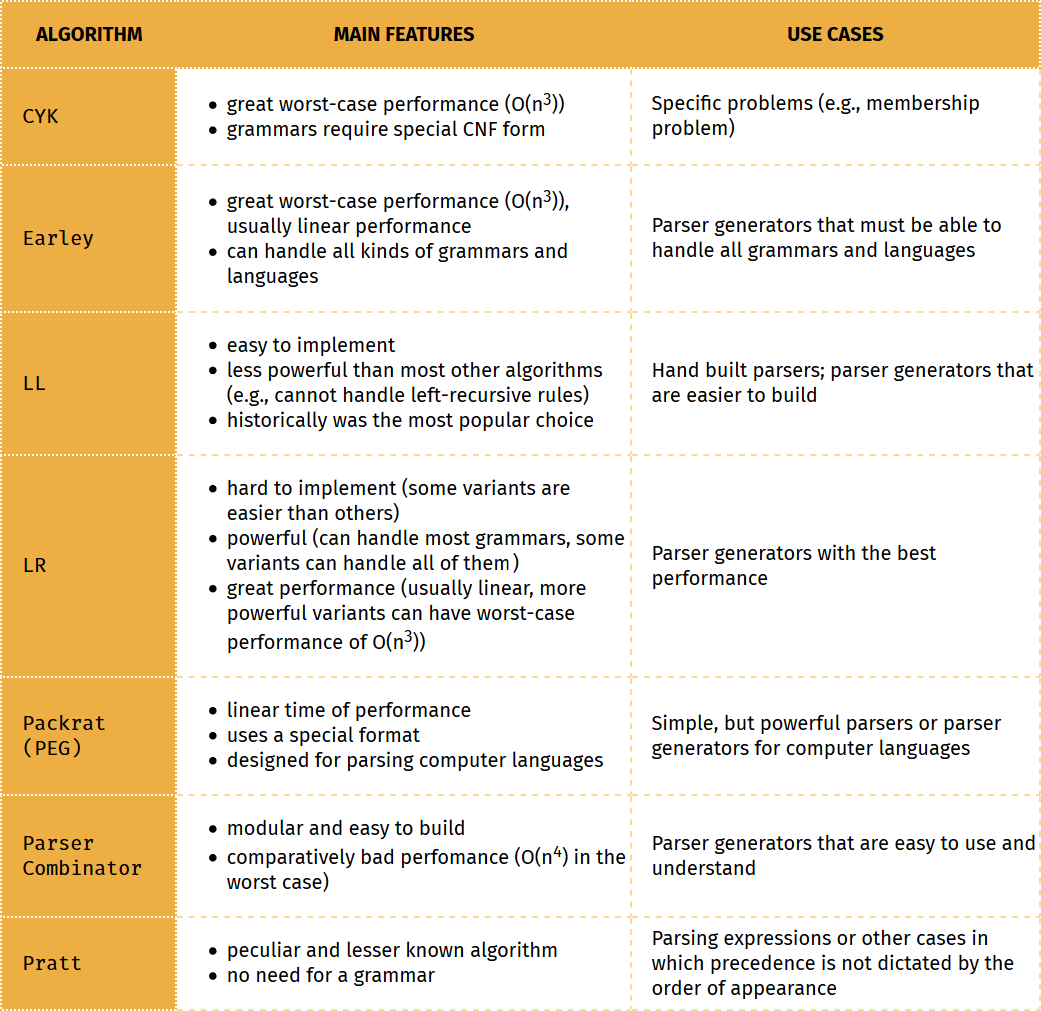 ALGORITHM MAIN FEATURES USE CASES
CYK
• great worst-case performance (O(n³))
• grammars require special CNF form
Specific problems (e.g., membership
problem)
Earley
• great worst-case performance (O(n³)),
usually linear performance
• can handle all kinds of grammars and
languages
Parser generators that must be able to
handle all grammars and languages
LL
• easy to implement
• less powerful than most other algorithms
(e.g., cannot handle left-recursive rules)
• historically was the most popular choice
Hand built parsers; parser generators that
are easier to build
LR
• hard to implement (some variants are
easier than others)
• powerful (can handle most grammars, some
variants can handle all of them)
• great performance (usually linear, more
powerful variants can have worst-case
performance of O(n³))
Parser generators with the best
performance
Packrat
(PEG)
• linear time of performance
• uses a special format
• designed for parsing computer languages
Simple, but powerful parsers or parser
generators for computer languages
Parser
Combinator
• modular and easy to build
• comparatively bad perfomance (O(n⁴) in the
worst case)
Parser generators that are easy to use and
understand
Pratt
• peculiar and lesser known algorithm
• no need for a grammar
Parsing expressions or other cases in
which precedence is not dictated by the
order of appearance